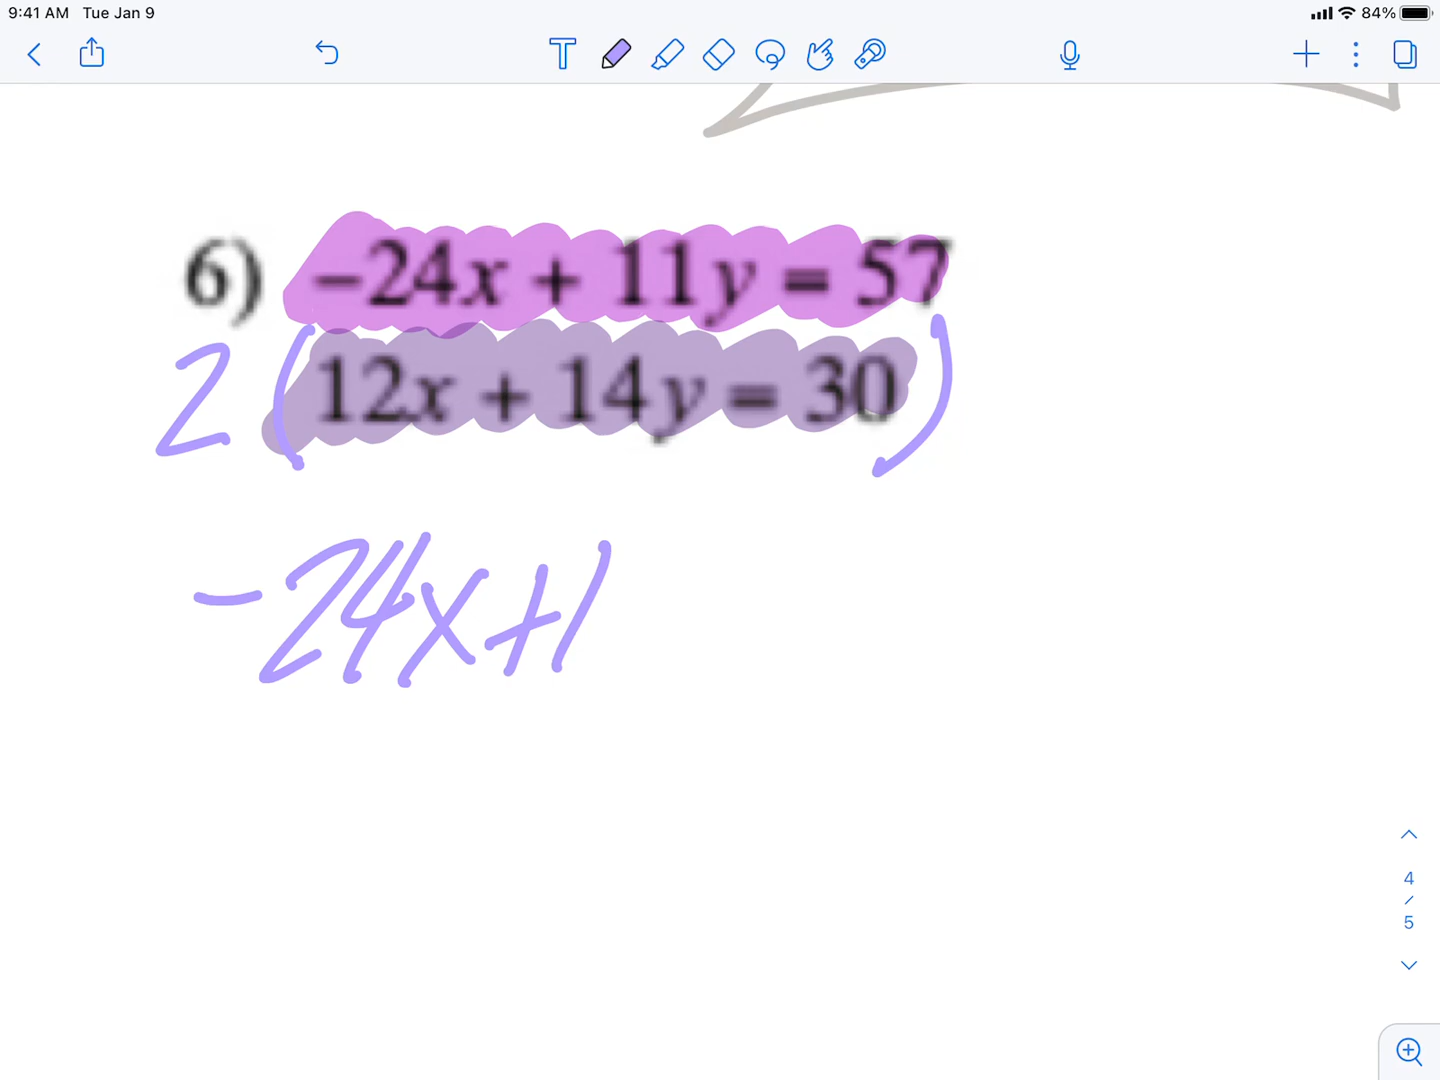 9:41 AM Tue Jan 9
84%
T
6) −24x + 11y = 57
2 ( 12x + 14y = 30 )
-24x+1
4
/
5